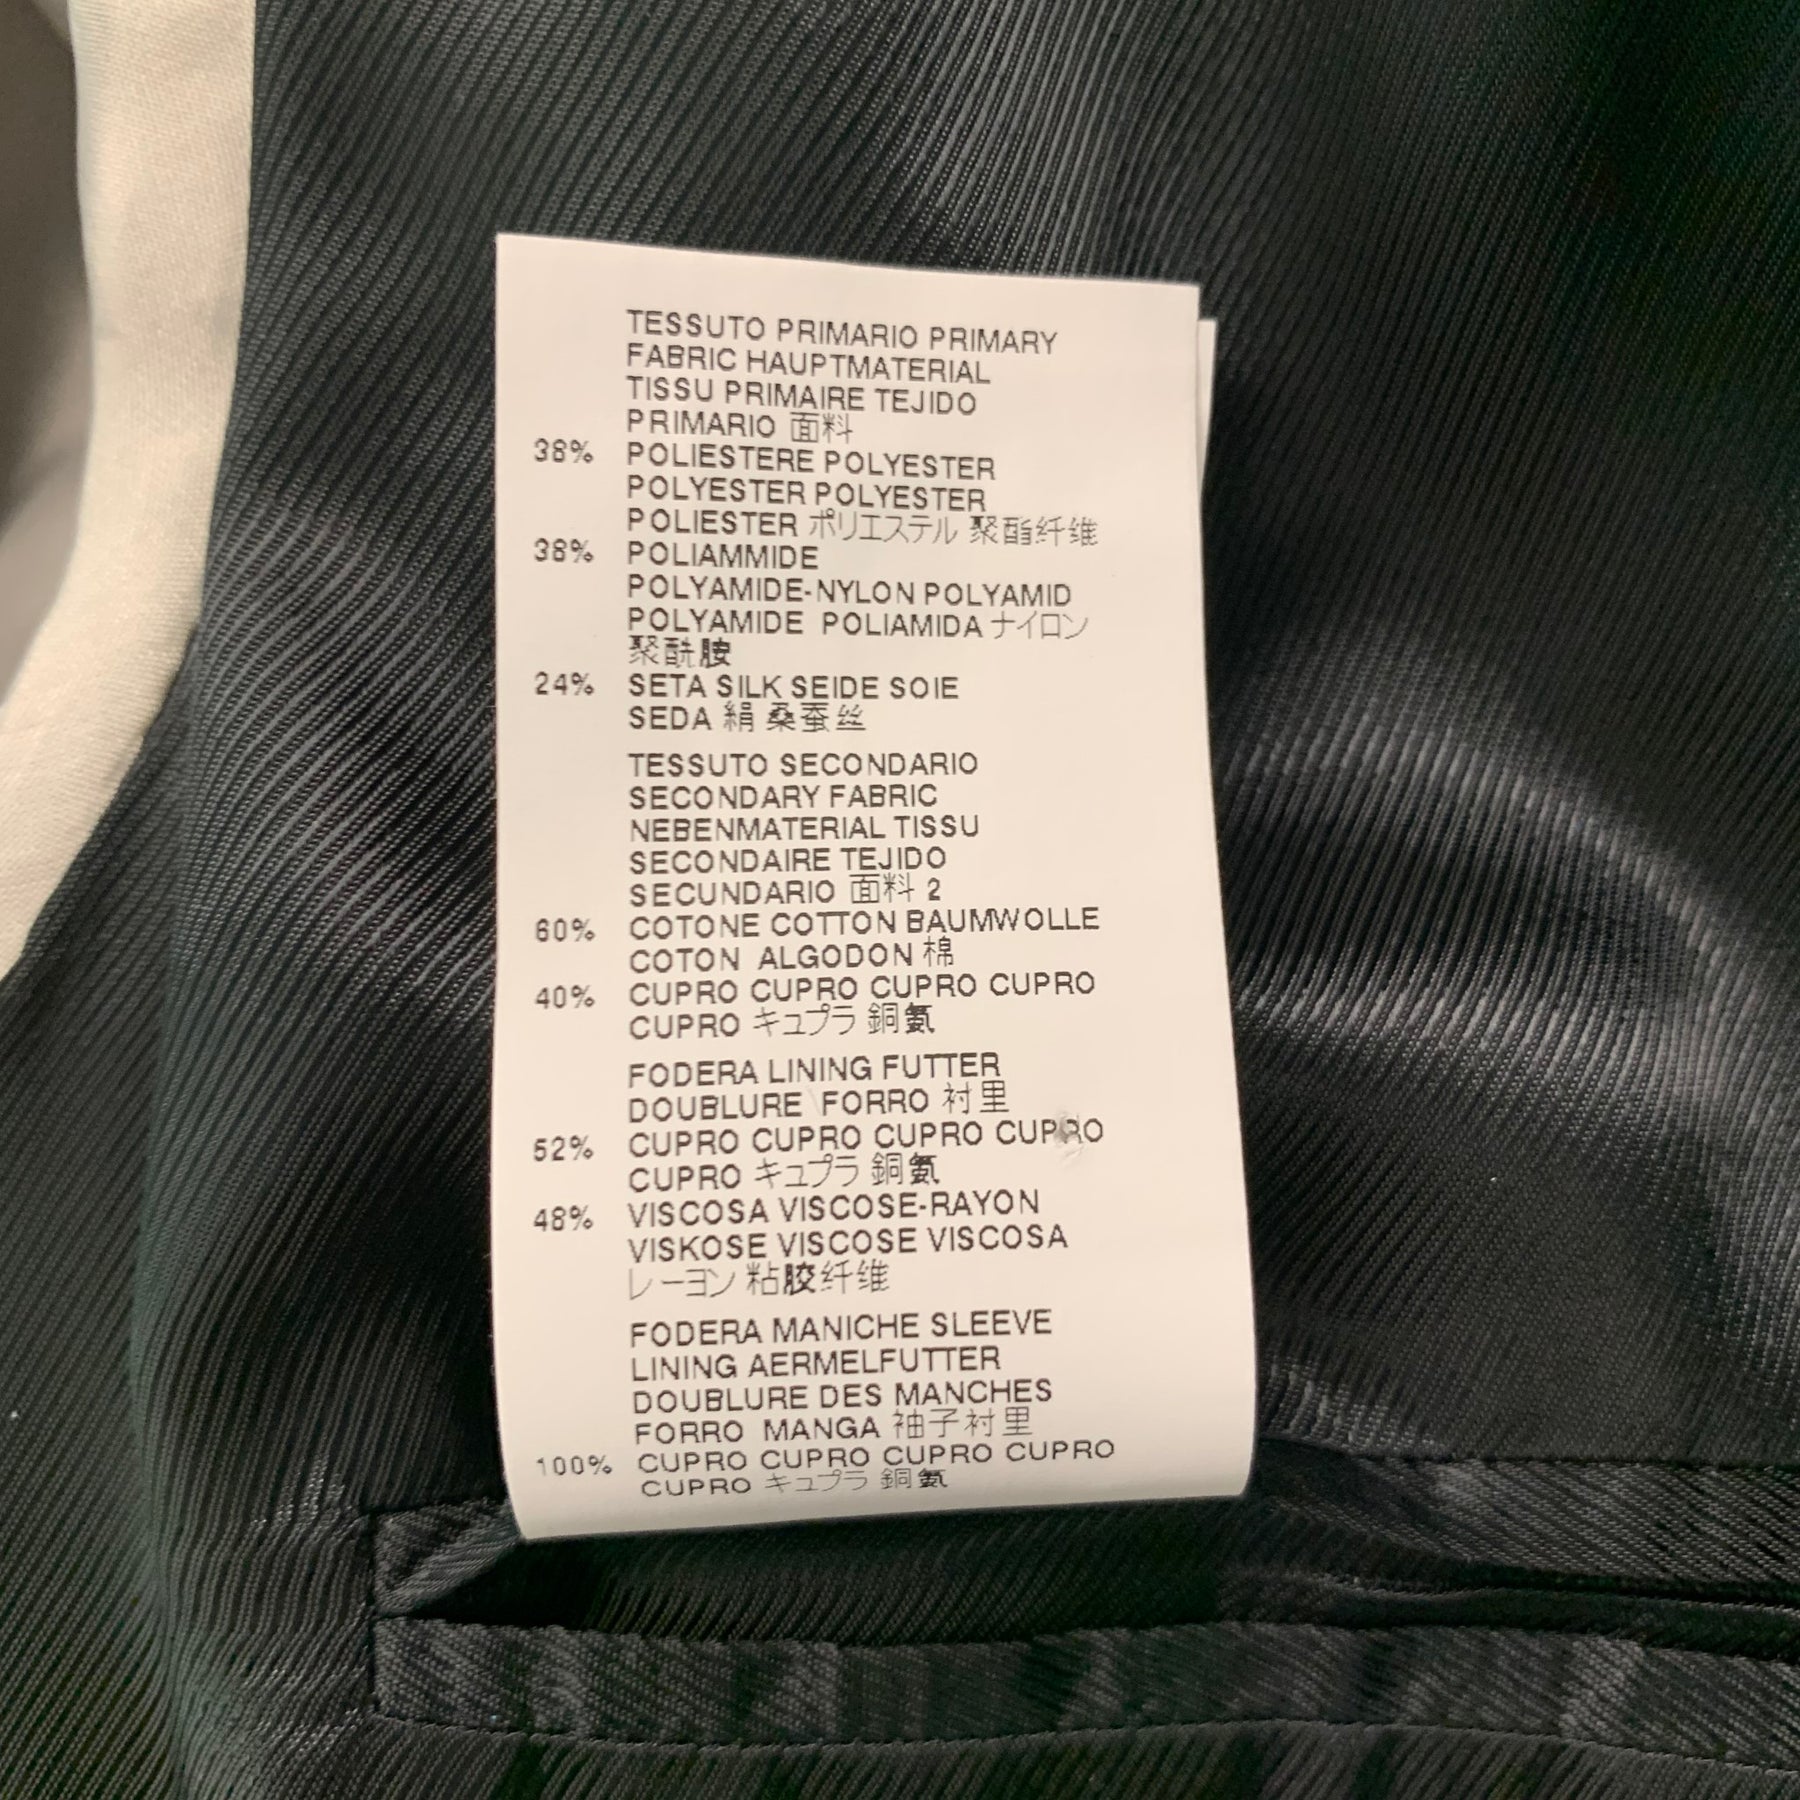 TESSUTO PRIMARIO PRIMARY
FABRIC HAUPTMATERIAL
TISSU PRIMAIRE TEJIDO
PRIMARIO 面料
38% POLIESTERE POLYESTER
POLYESTER POLYESTER
POLIESTER ポリエステル 聚酯纤维
38% POLIAMMIDE
POLYAMIDE-NYLON POLYAMID
POLYAMIDE POLIAMIDA ナイロン
聚酰胺
24% SETA SILK SEIDE SOIE
SEDA 絹 桑蚕丝
TESSUTO SECONDARIO
SECONDARY FABRIC
NEBENMATERIAL TISSU
SECONDAIRE TEJIDO
SECUNDARIO 面料 2
60% COTONE COTTON BAUMWOLLE
COTON ALGODON 棉
40% CUPRO CUPRO CUPRO CUPRO
CUPRO キュプラ 銅氨
FODERA LINING FUTTER
DOUBLURE FORRO 衬里
52% CUPRO CUPRO CUPRO CUPRO
CUPRO キュプラ 銅氨
48% VISCOSA VISCOSE-RAYON
VISKOSE VISCOSE VISCOSA
レーヨン 粘胶纤维
FODERA MANICHE SLEEVE
LINING AERMELFUTTER
DOUBLURE DES MANCHES
FORRO MANGA 袖子衬里
100% CUPRO CUPRO CUPRO CUPRO
CUPRO キュプラ 銅氨